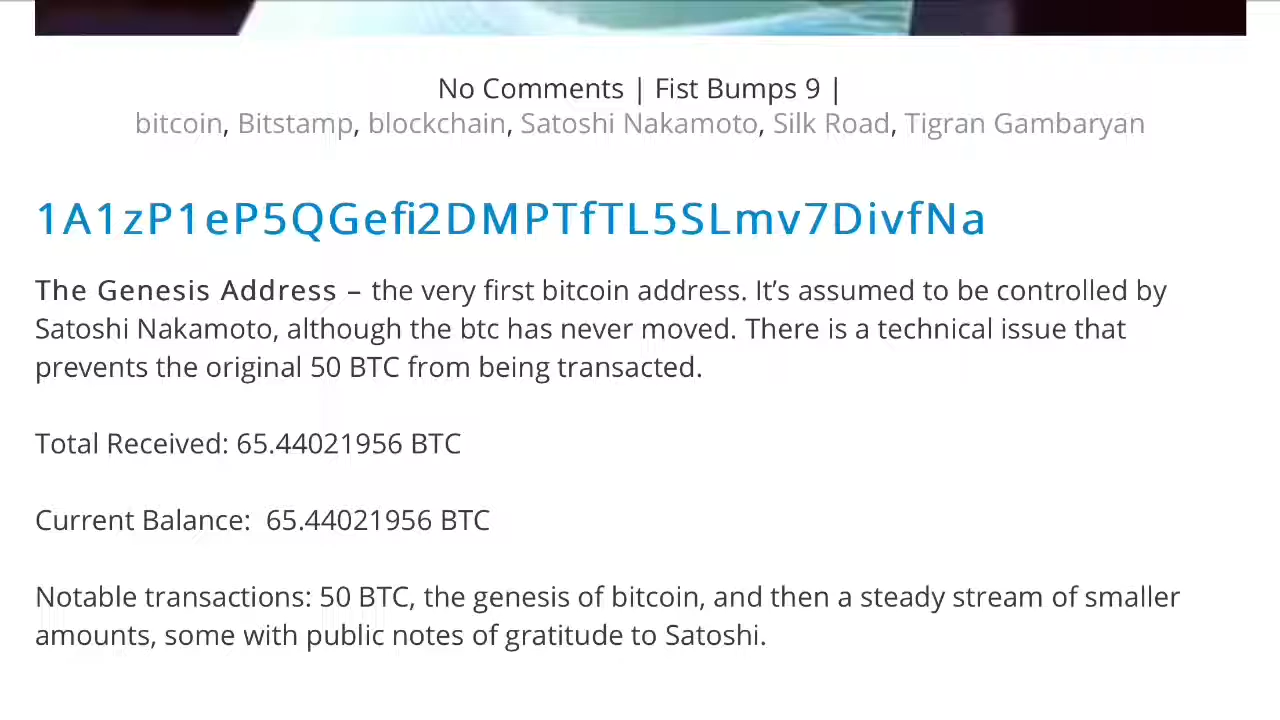 No Comments | Fist Bumps 9 |
bitcoin, Bitstamp, blockchain, Satoshi Nakamoto, Silk Road, Tigran Gambaryan
1A1zP1eP5QGefi2DMPTfTL5SLmv7DivfNa
The Genesis Address – the very first bitcoin address. It’s assumed to be controlled by
Satoshi Nakamoto, although the btc has never moved. There is a technical issue that
prevents the original 50 BTC from being transacted.
Total Received: 65.44021956 BTC
Current Balance:  65.44021956 BTC
Notable transactions: 50 BTC, the genesis of bitcoin, and then a steady stream of smaller
amounts, some with public notes of gratitude to Satoshi.